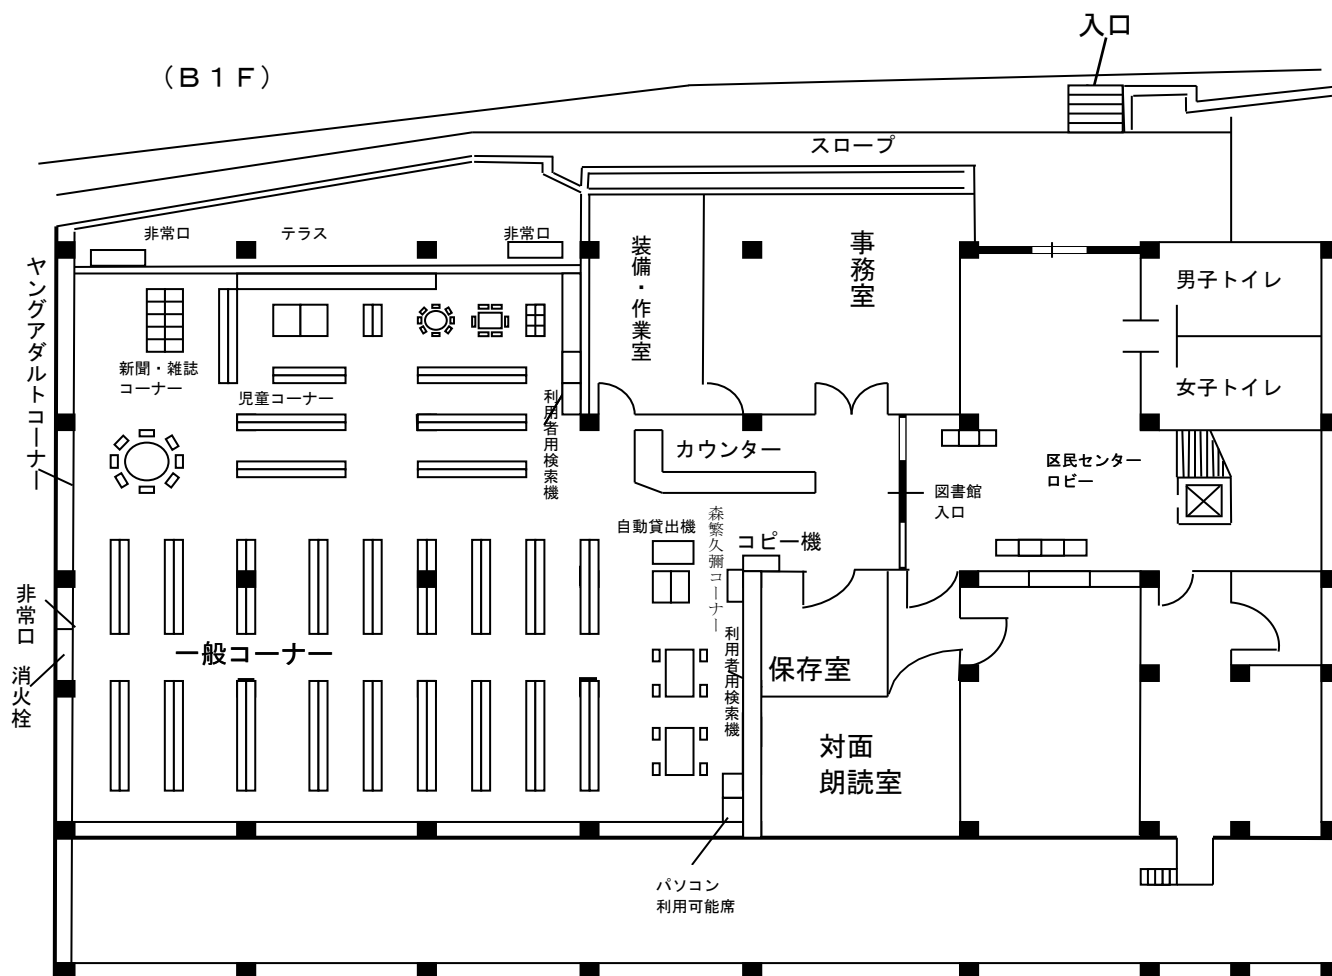 入口
（Ｂ１Ｆ）
スロープ
非常口
テラス
非常口
装備・作業室
事務室
男子トイレ
女子トイレ
ヤングアダルトコーナー
新聞・雑誌
コーナー
児童コーナー
利用者用検索機
カウンター
区民センター
ロビー
図書館
入口
自動貸出機
森繁久彌コーナー
コピー機
非常口
消火栓
一般コーナー
利用者用検索機
保存室
対面
朗読室
パソコン
利用可能席